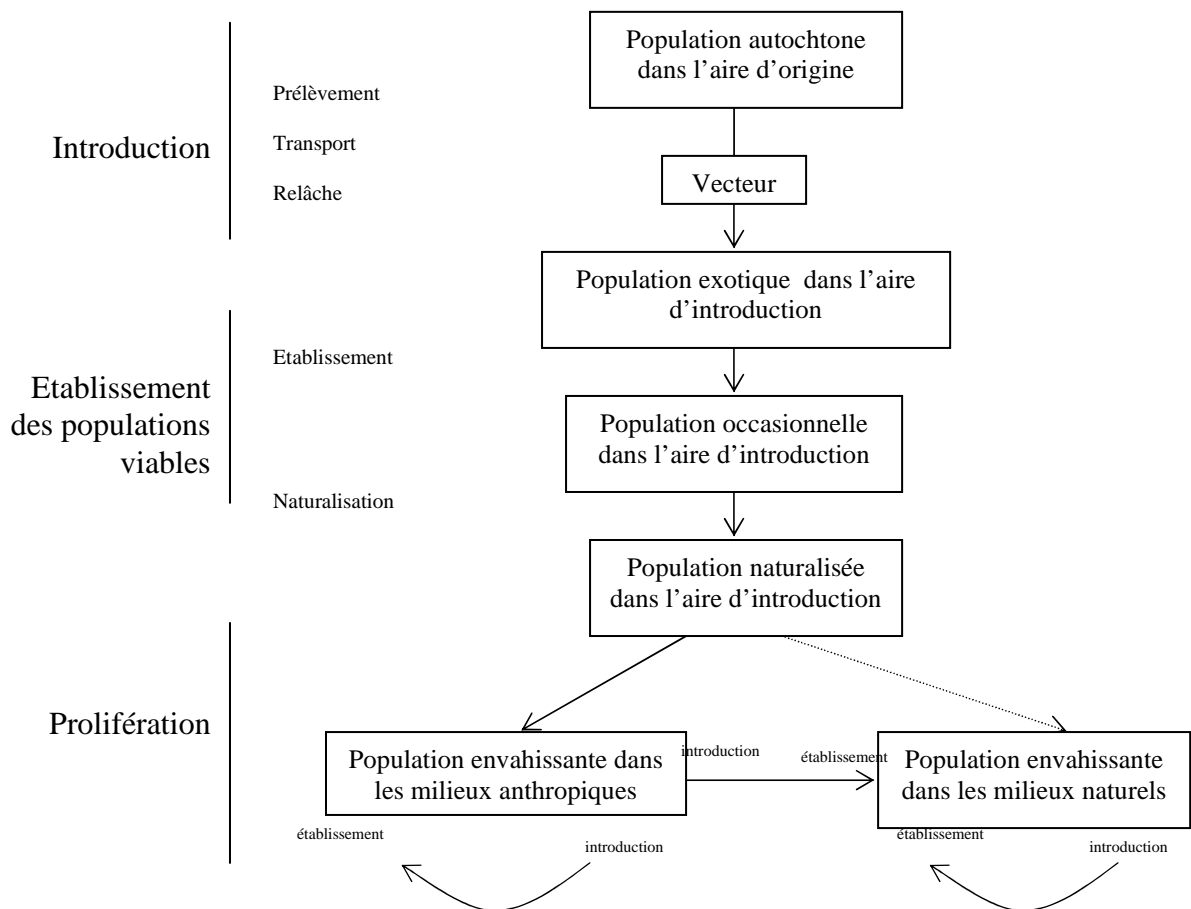 Population autochtone
dans l’aire d’origine
Introduction
Prélèvement
Transport
Relâche
Vecteur
Population exotique dans l’aire
d’introduction
Etablissement
des populations
viables
Etablissement
Population occasionnelle
dans l’aire d’introduction
Naturalisation
Population naturalisée
dans l’aire d’introduction
Prolifération
Population envahissante dans
les milieux anthropiques
introduction
établissement
Population envahissante
dans les milieux naturels
établissement
introduction
établissement
introduction